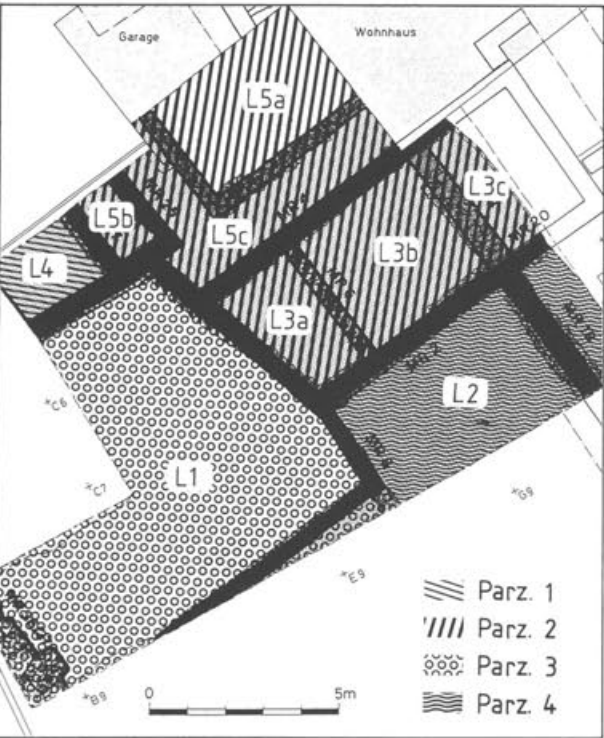 Garage
Wohnhaus
L5a
L3c
L5b
L5c
MR20
L3b
L4
L3a
L2
×C6
L1
×C7
×G9
×E9
Parz. 1
Parz. 2
Parz. 3
Parz. 4
×B9
0 5m